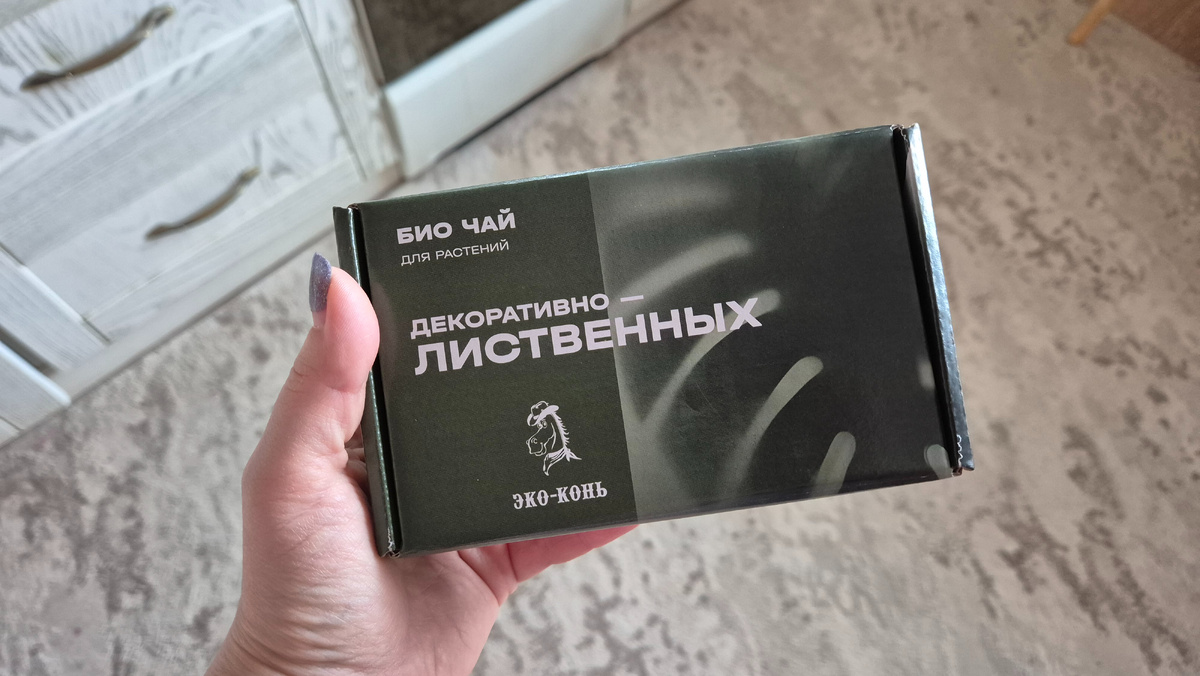 БИО ЧАЙ
ДЛЯ РАСТЕНИЙ
ДЕКОРАТИВНО –
ЛИСТВЕННЫХ
ЭКО-КОНЬ